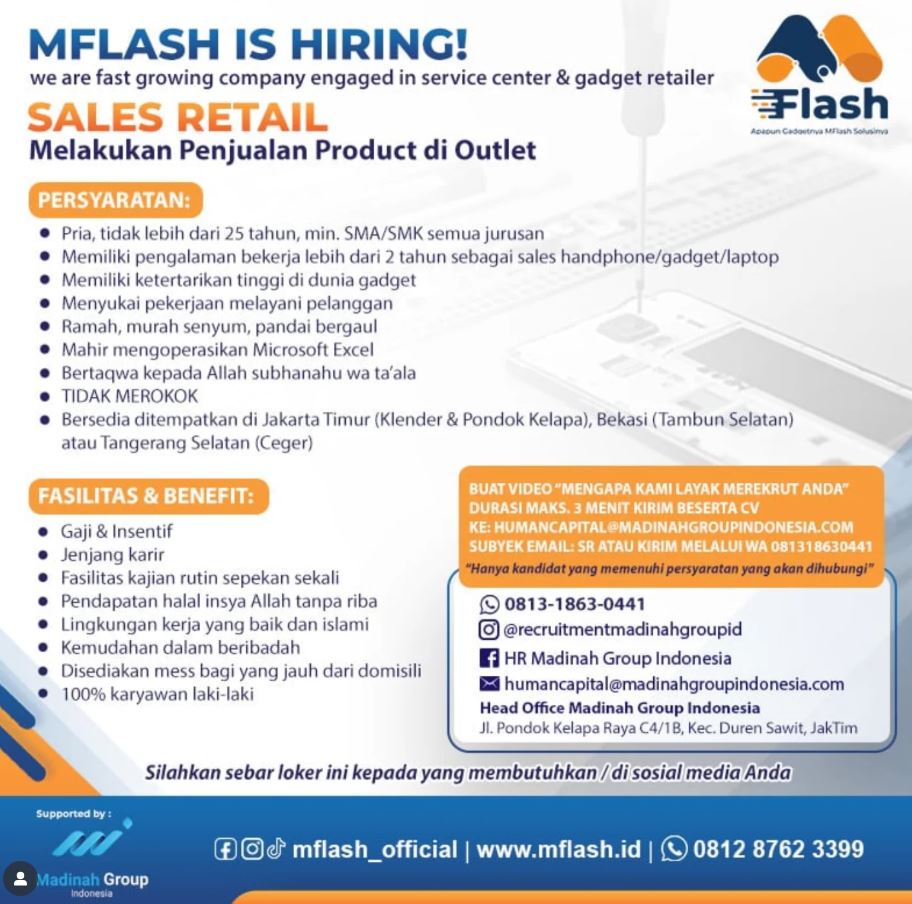 MFLASH IS HIRING!
we are fast growing company engaged in service center & gadget retailer
Flash
Apapun Gadgetnya MFlash Solusinya
SALES RETAIL
Melakukan Penjualan Product di Outlet
PERSYARATAN:
• Pria, tidak lebih dari 25 tahun, min. SMA/SMK semua jurusan
• Memiliki pengalaman bekerja lebih dari 2 tahun sebagai sales handphone/gadget/laptop
• Memiliki ketertarikan tinggi di dunia gadget
• Menyukai pekerjaan melayani pelanggan
• Ramah, murah senyum, pandai bergaul
• Mahir mengoperasikan Microsoft Excel
• Bertaqwa kepada Allah subhanahu wa ta'ala
• TIDAK MEROKOK
• Bersedia ditempatkan di Jakarta Timur (Klender & Pondok Kelapa), Bekasi (Tambun Selatan)
atau Tangerang Selatan (Ceger)
FASILITAS & BENEFIT:
• Gaji & Insentif
• Jenjang karir
• Fasilitas kajian rutin sepekan sekali
• Pendapatan halal insya Allah tanpa riba
• Lingkungan kerja yang baik dan islami
• Kemudahan dalam beribadah
• Disediakan mess bagi yang jauh dari domisili
• 100% karyawan laki-laki
BUAT VIDEO "MENGAPA KAMI LAYAK MEREKRUT ANDA"
DURASI MAKS. 3 MENIT KIRIM BESERTA CV
KE: HUMANCAPITAL@MADINAHGROUPINDONESIA.COM
SUBYEK EMAIL: SR ATAU KIRIM MELALUI WA 081318630441
"Hanya kandidat yang memenuhi persyaratan yang akan dihubungi"
0813-1863-0441
@recruitmentmadinahgroupid
HR Madinah Group Indonesia
humancapital@madinahgroupindonesia.com
Head Office Madinah Group Indonesia
Jl. Pondok Kelapa Raya C4/1B, Kec. Duren Sawit, JakTim
Silahkan sebar loker ini kepada yang membutuhkan / di sosial media Anda
Supported by :
Madinah Group
Indonesia
mflash_official | www.mflash.id | 0812 8762 3399